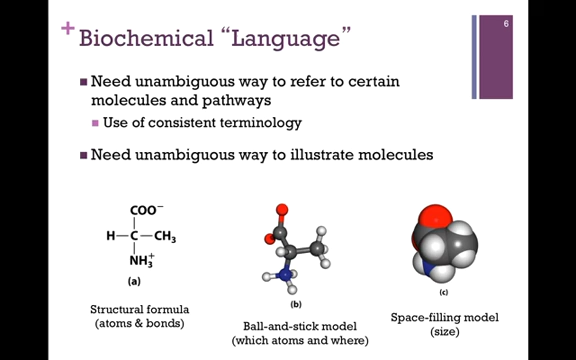 6
+ Biochemical “Language”
Need unambiguous way to refer to certain
molecules and pathways
Use of consistent terminology
Need unambiguous way to illustrate molecules
COO⁻
H—C—CH₃
NH₃⁺
(a)
Structural formula
(atoms & bonds)
(b)
Ball-and-stick model
(which atoms and where)
(c)
Space-filling model
(size)